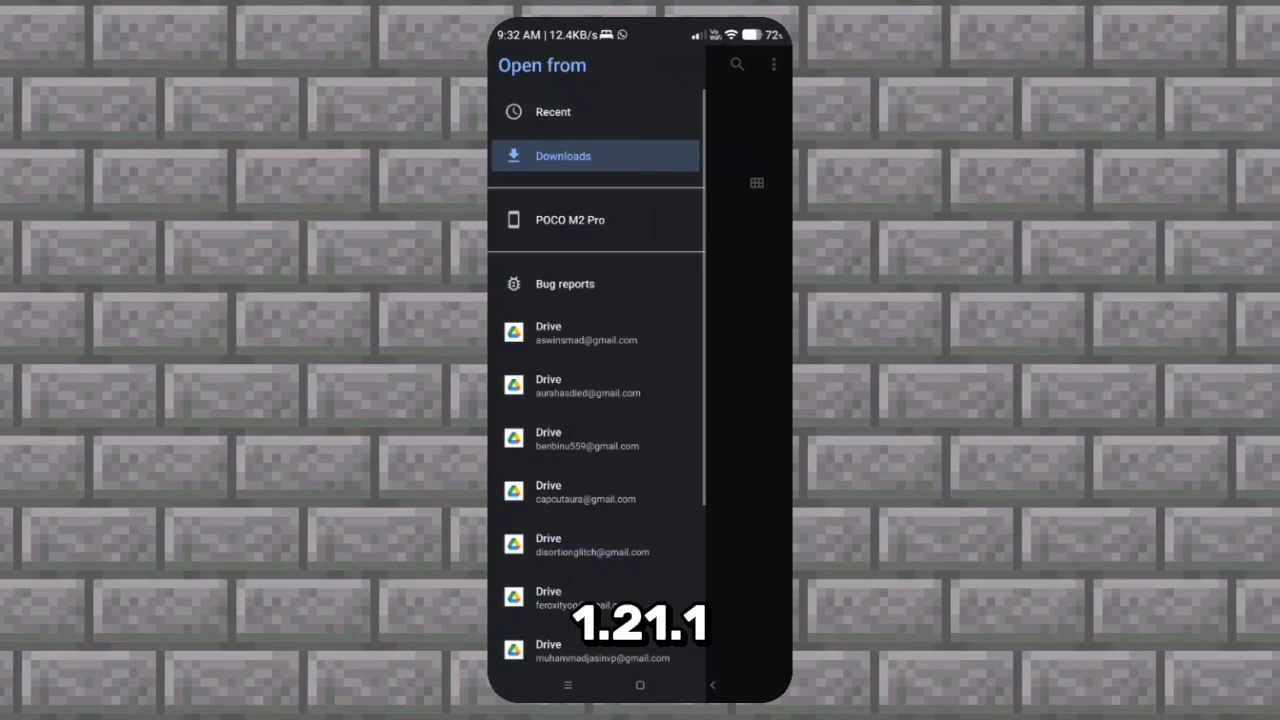 9:32 AM | 12.4KB/s
Vo
WiFi
72%
Open from
Recent
Downloads
POCO M2 Pro
Bug reports
Drive
aswinsmad@gmail.com
Drive
aurahasdied@gmail.com
Drive
benbinu559@gmail.com
Drive
capcutaura@gmail.com
Drive
disortionglitch@gmail.com
Drive
1.21.1
Drive
muhammadjasinvp@gmail.com